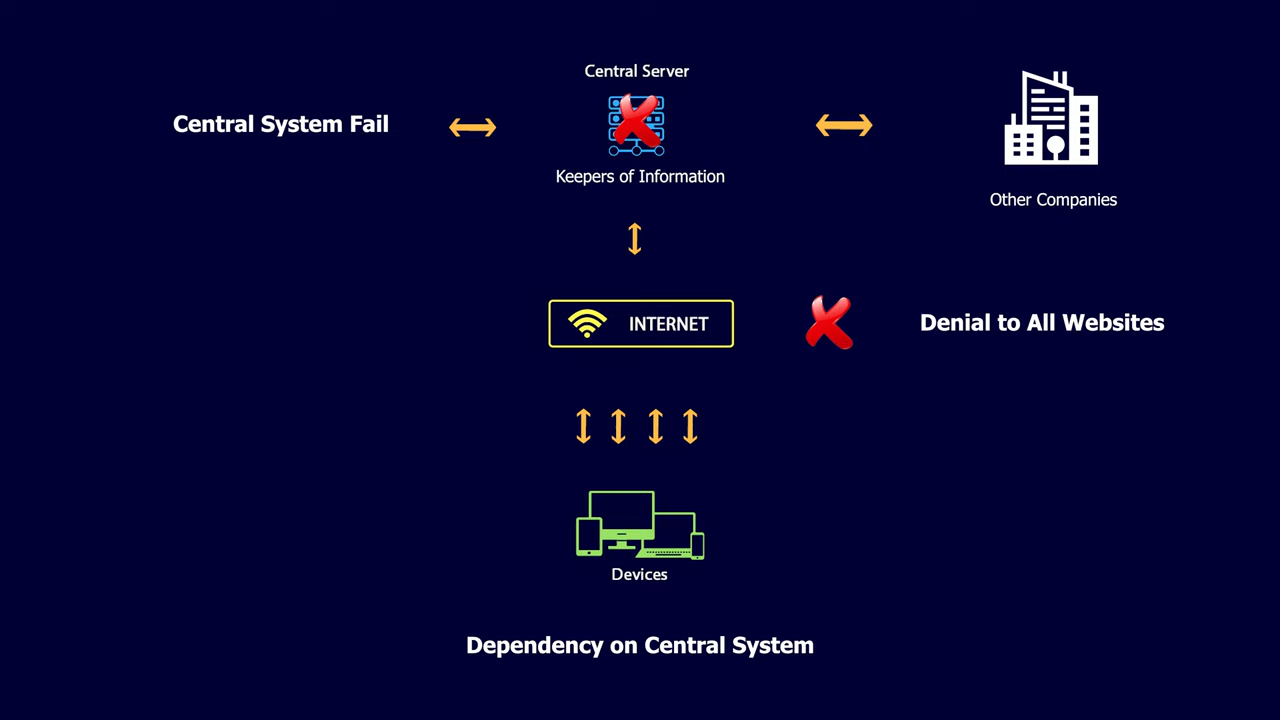 Central Server
Central System Fail
Keepers of Information
Other Companies
INTERNET
Denial to All Websites
Devices
Dependency on Central System